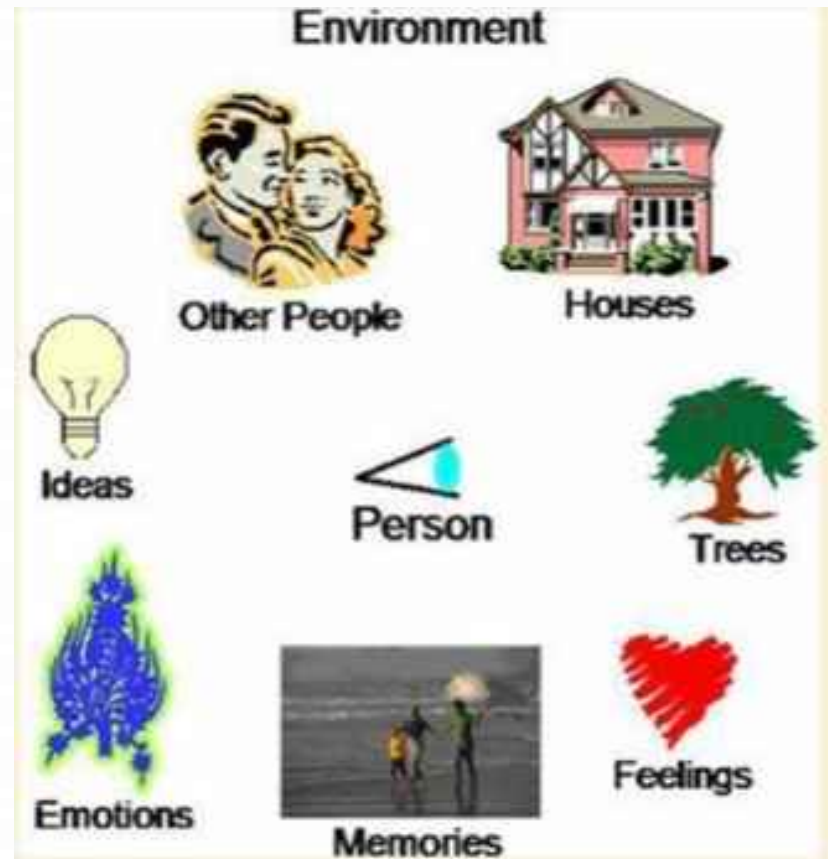 Environment
Other People
Houses
Ideas
Person
Trees
Feelings
Emotions
Memories